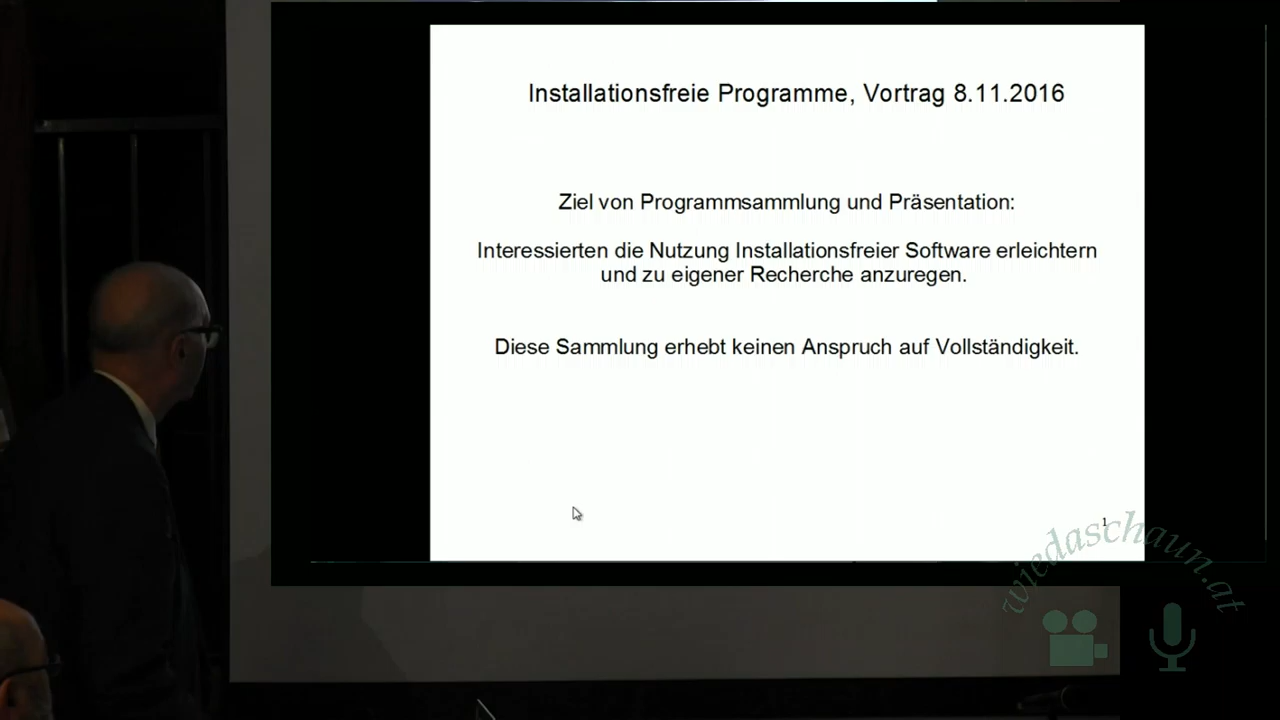 Installationsfreie Programme, Vortrag 8.11.2016
Ziel von Programmsammlung und Präsentation:
Interessierten die Nutzung Installationsfreier Software erleichtern
und zu eigener Recherche anzuregen.
Diese Sammlung erhebt keinen Anspruch auf Vollständigkeit.
1
wiedaschaun.at